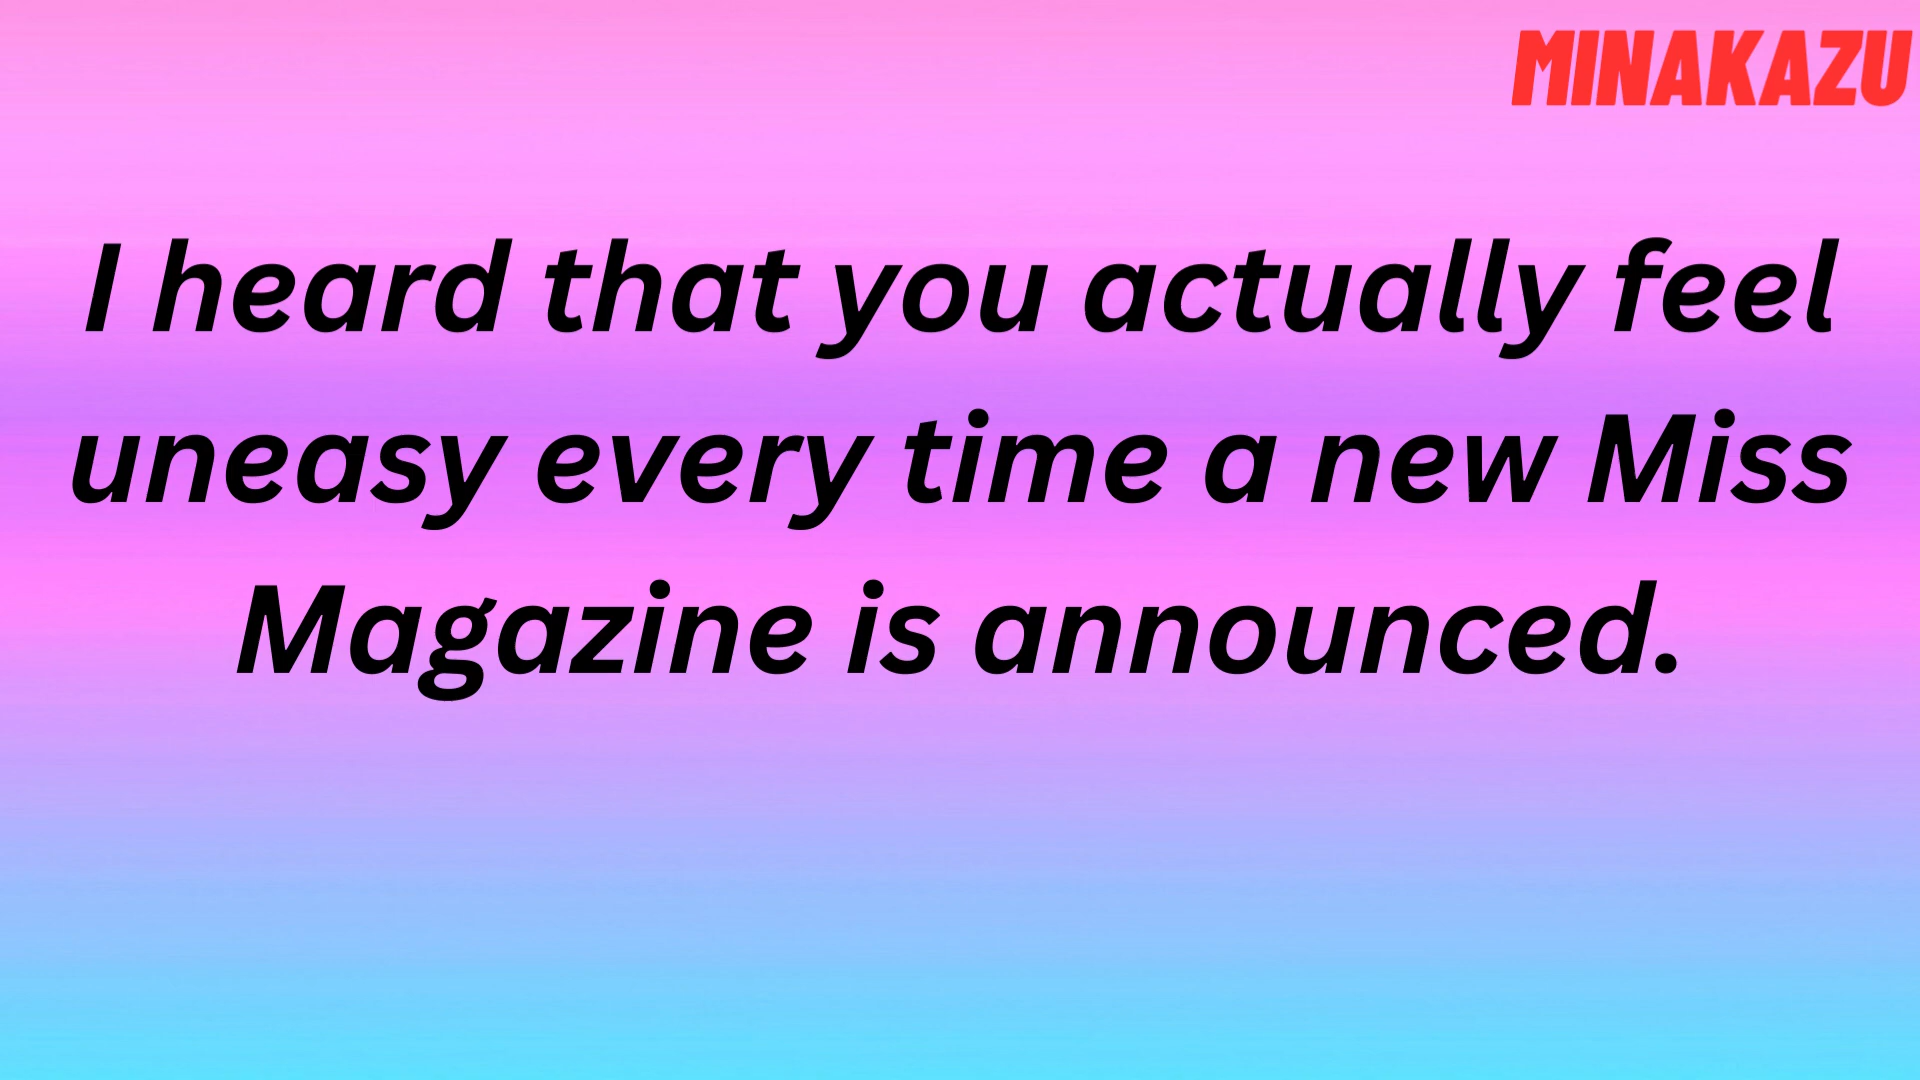 MINAKAZU
I heard that you actually feel
uneasy every time a new Miss
Magazine is announced.